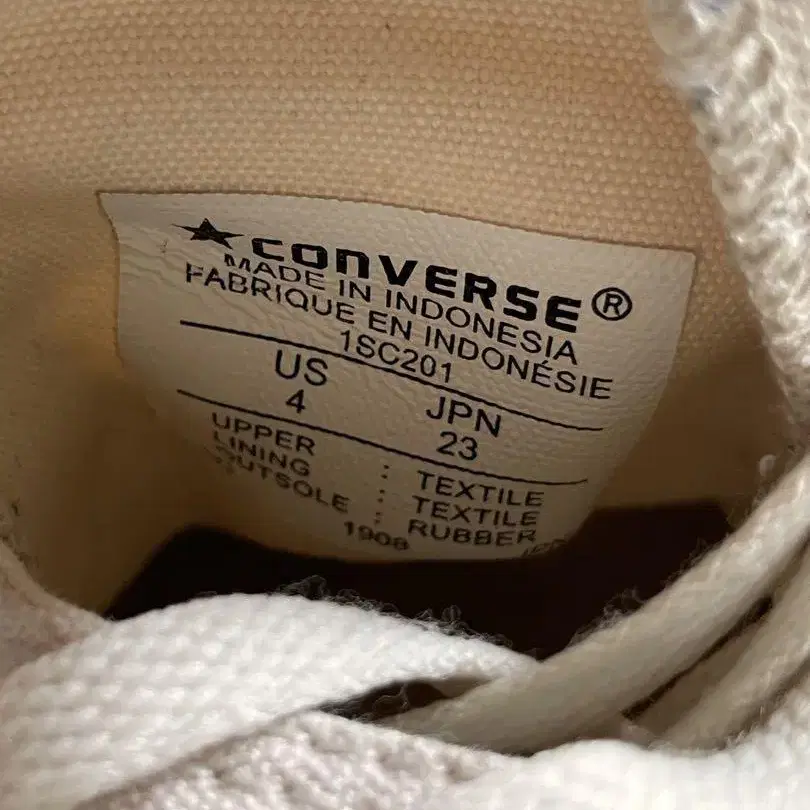 ★CONVERSE®
MADE IN INDONESIA
FABRIQUE EN INDONÉSIE
1SC201
US JPN
4 23
UPPER : TEXTILE
LINING : TEXTILE
OUTSOLE : RUBBER
1908